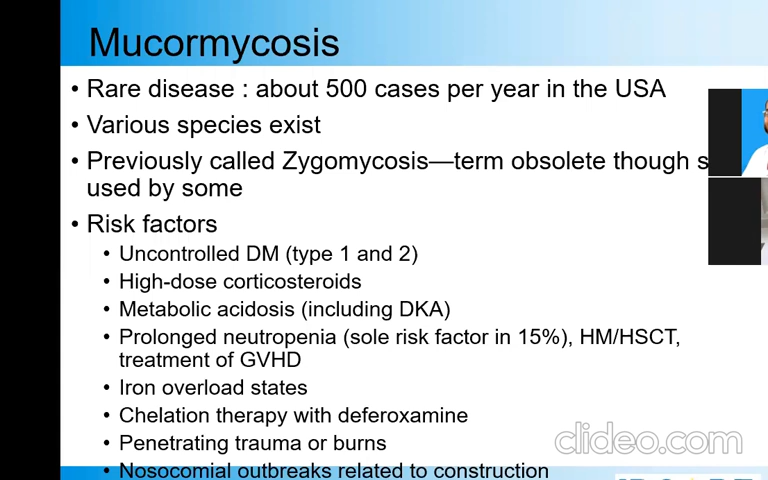 Mucormycosis
• Rare disease : about 500 cases per year in the USA
• Various species exist
• Previously called Zygomycosis—term obsolete though
used by some
• Risk factors
• Uncontrolled DM (type 1 and 2)
• High-dose corticosteroids
• Metabolic acidosis (including DKA)
• Prolonged neutropenia (sole risk factor in 15%), HM/HSCT,
treatment of GVHD
• Iron overload states
• Chelation therapy with deferoxamine
• Penetrating trauma or burns
clideo.com
• Nosocomial outbreaks related to construction